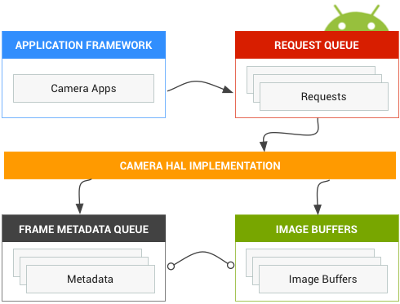 APPLICATION FRAMEWORK
Camera Apps
REQUEST QUEUE
Requests
CAMERA HAL IMPLEMENTATION
FRAME METADATA QUEUE
Metadata
IMAGE BUFFERS
Image Buffers